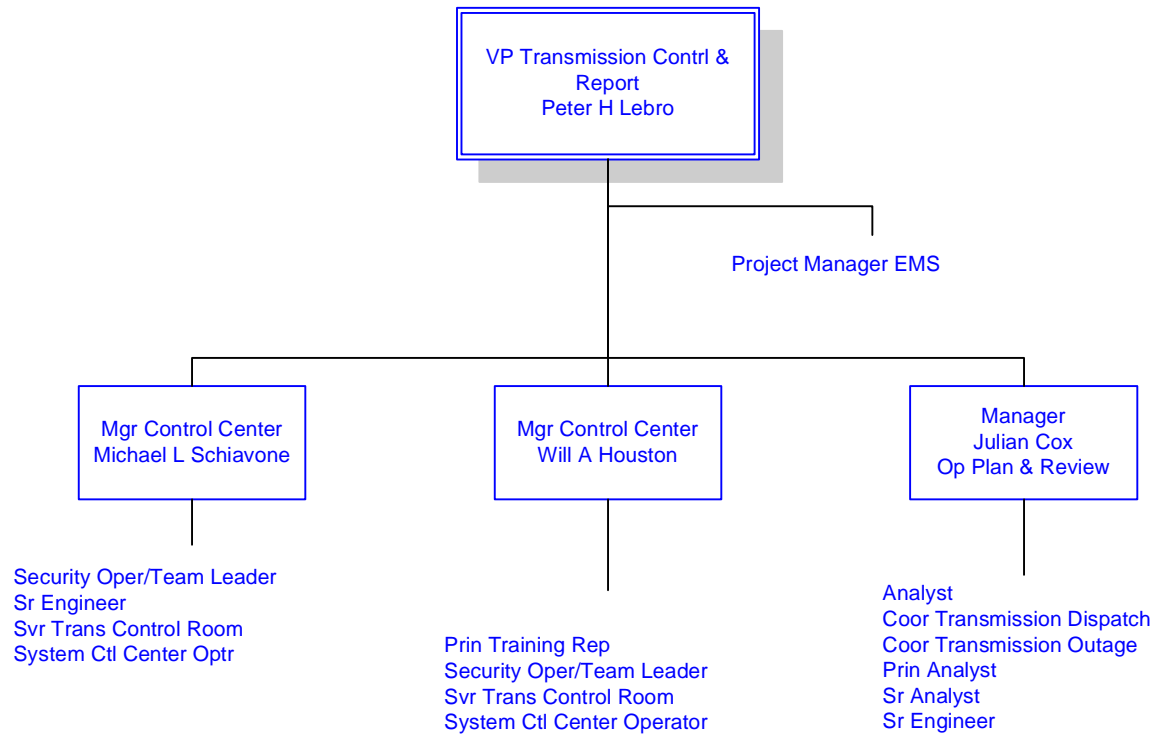 VP Transmission Contrl &
Report
Peter H Lebro
Project Manager EMS
Mgr Control Center
Michael L Schiavone
Mgr Control Center
Will A Houston
Manager
Julian Cox
Op Plan & Review
Security Oper/Team Leader
Sr Engineer
Svr Trans Control Room
System Ctl Center Optr
Prin Training Rep
Security Oper/Team Leader
Svr Trans Control Room
System Ctl Center Operator
Analyst
Coor Transmission Dispatch
Coor Transmission Outage
Prin Analyst
Sr Analyst
Sr Engineer